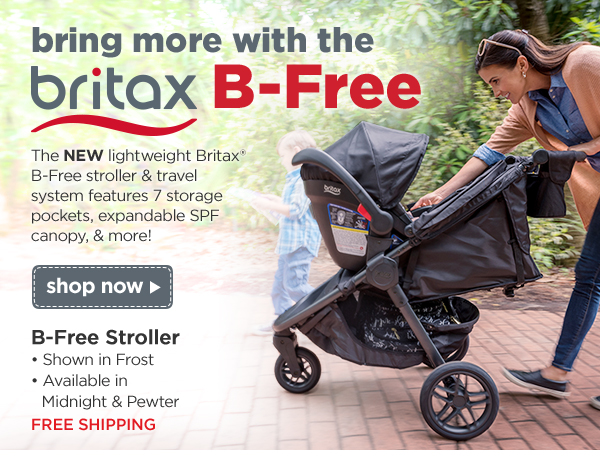 bring more with the
britax B-Free
The NEW lightweight Britax®
B-Free stroller & travel
system features 7 storage
pockets, expandable SPF
canopy, & more!
shop now ▶
B-Free Stroller
• Shown in Frost
• Available in
Midnight & Pewter
FREE SHIPPING
britax